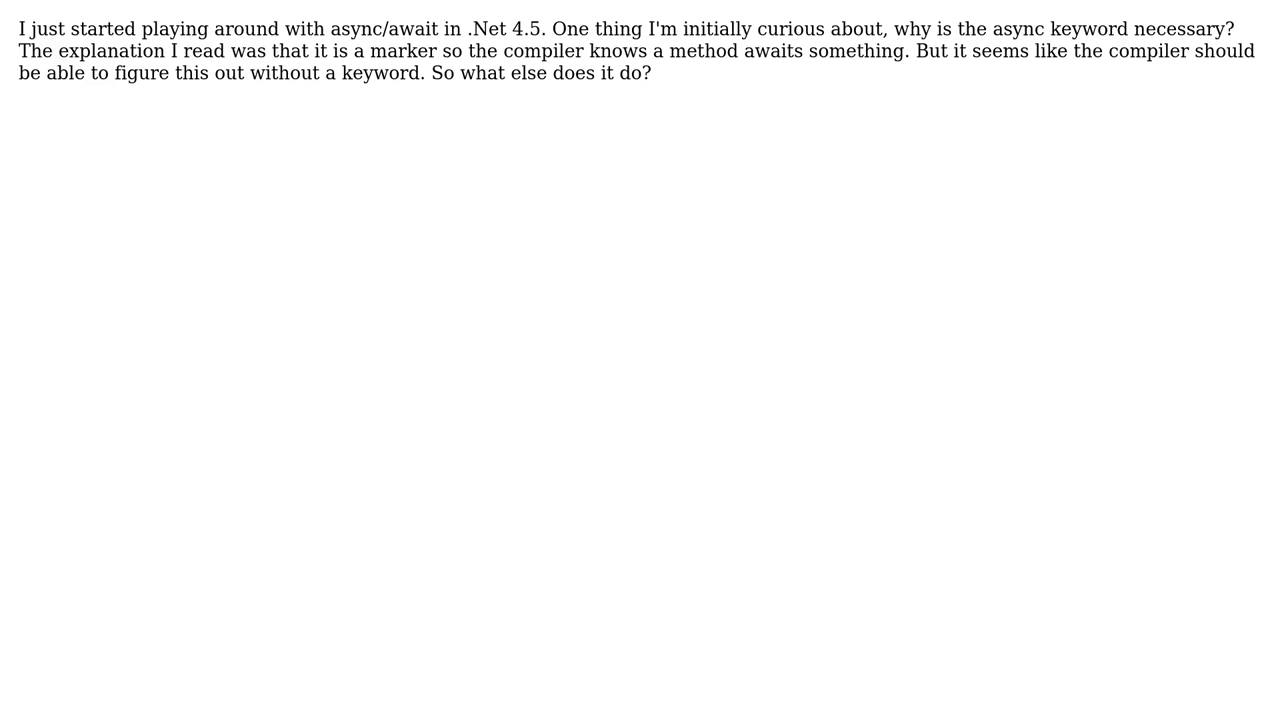 I just started playing around with async/await in .Net 4.5. One thing I'm initially curious about, why is the async keyword necessary?
The explanation I read was that it is a marker so the compiler knows a method awaits something. But it seems like the compiler should
be able to figure this out without a keyword. So what else does it do?